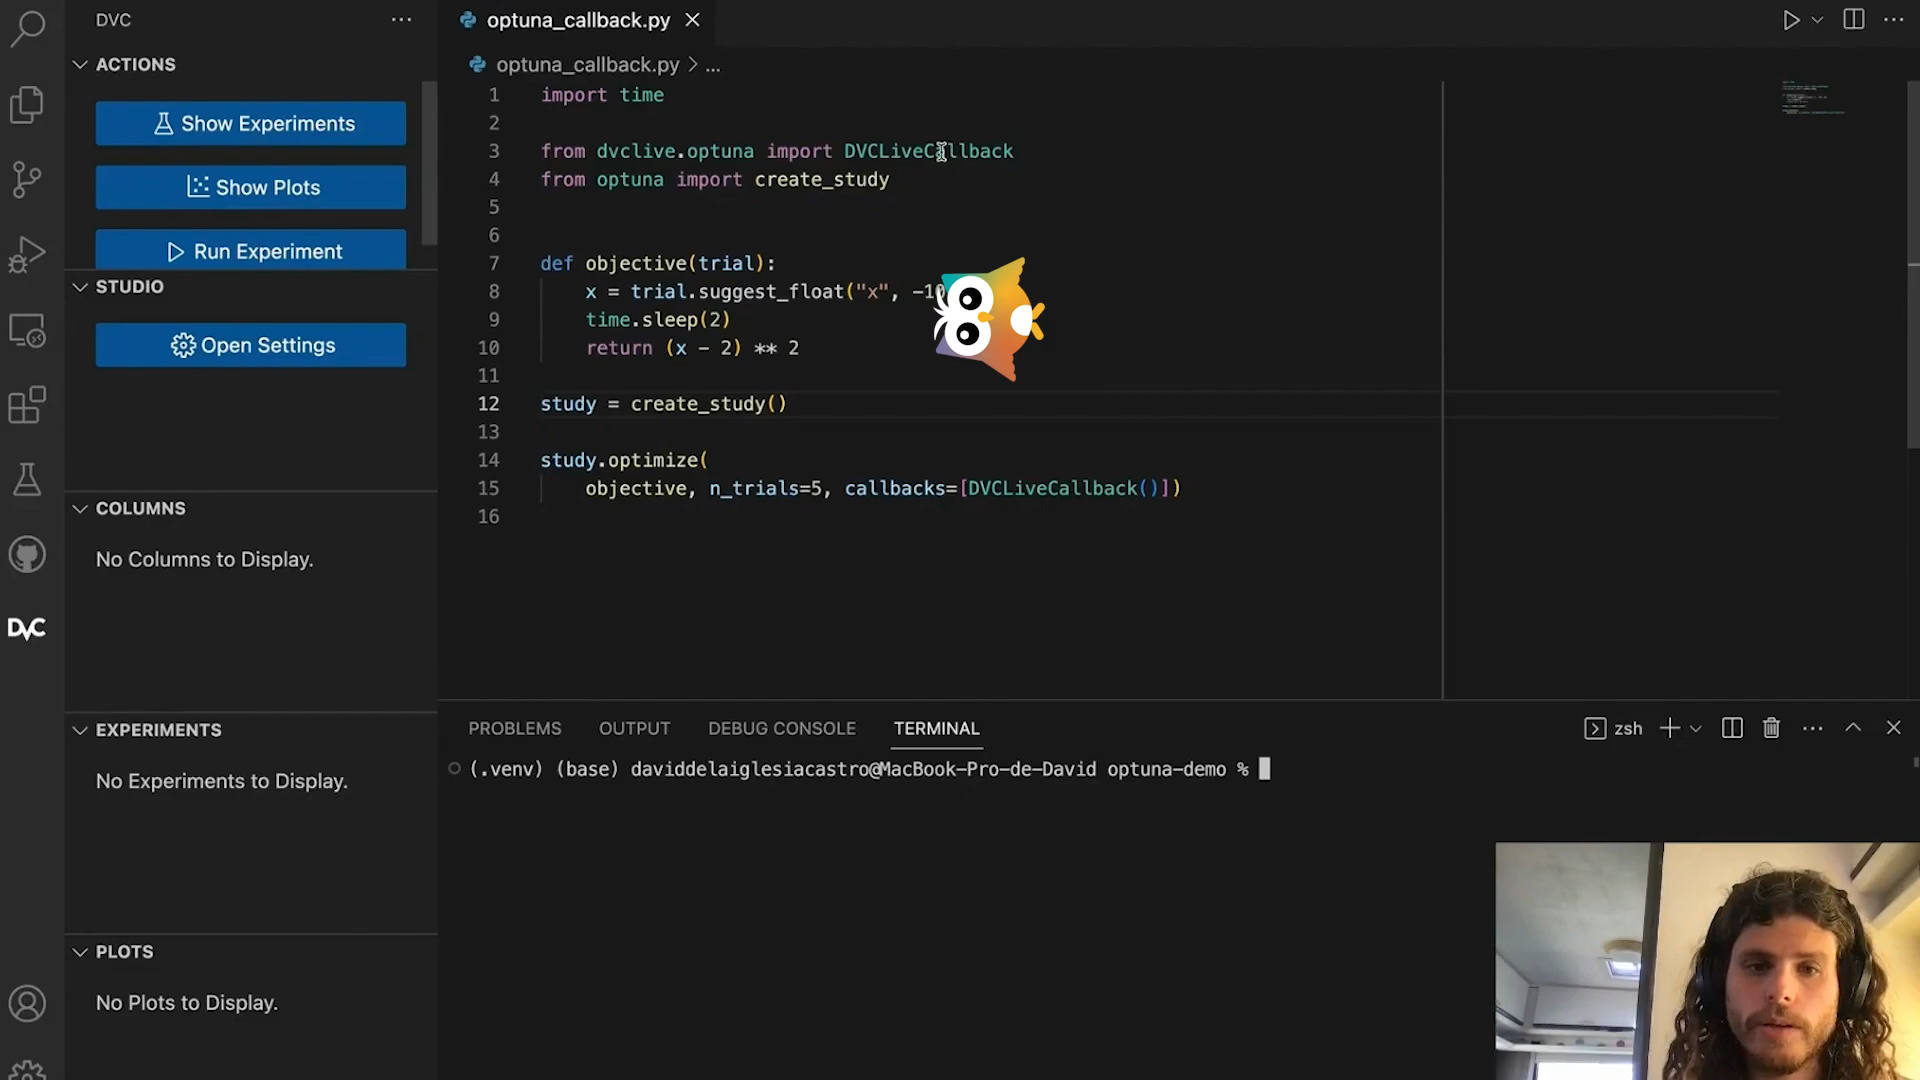 DVC
ACTIONS
Show Experiments
Show Plots
Run Experiment
STUDIO
Open Settings
COLUMNS
No Columns to Display.
EXPERIMENTS
No Experiments to Display.
PLOTS
No Plots to Display.
DVC
optuna_callback.py
optuna_callback.py > ...
1 import time
2
3 from dvclive.optuna import DVCLiveCallback
4 from optuna import create_study
5
6
7 def objective(trial):
8 x = trial.suggest_float("x", -10
9 time.sleep(2)
10 return (x - 2) ** 2
11
12 study = create_study()
13
14 study.optimize(
15 objective, n_trials=5, callbacks=[DVCLiveCallback()])
16
PROBLEMS OUTPUT DEBUG CONSOLE TERMINAL zsh
(.venv) (base) daviddelaiglesiacastro@MacBook-Pro-de-David optuna-demo %